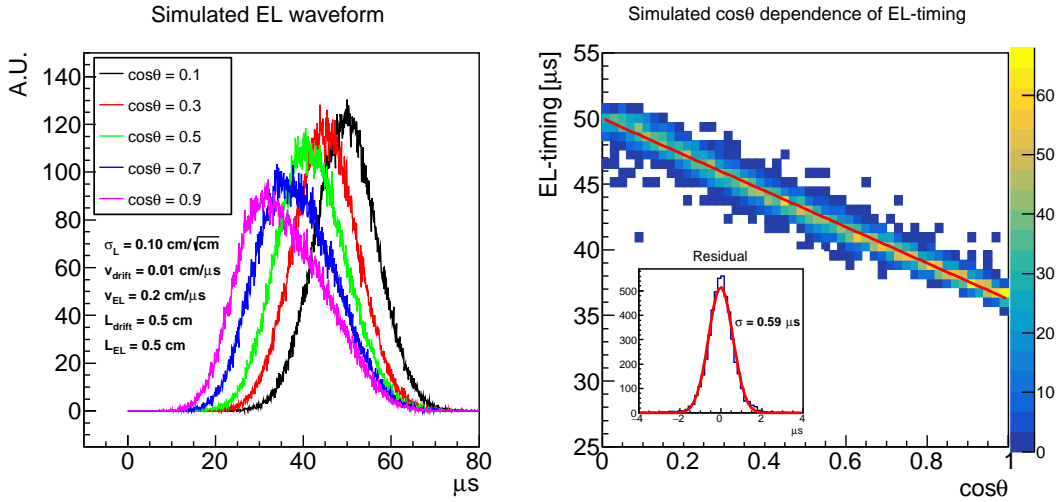 Simulated EL waveform
A.U.
140
120
100
80
60
40
20
0
cosθ = 0.1
cosθ = 0.3
cosθ = 0.5
cosθ = 0.7
cosθ = 0.9
σL = 0.10 cm/√cm
vdrift = 0.01 cm/μs
vEL = 0.2 cm/μs
Ldrift = 0.5 cm
LEL = 0.5 cm
0 20 40 60 80
μs
Simulated cosθ dependence of EL-timing
EL-timing [μs]
55
50
45
40
35
30
25
Residual
500
400
300
200
100
0
σ = 0.59 μs
−4 −2 0 2 4
μs
0 0.2 0.4 0.6 0.8 1
cosθ
60
50
40
30
20
10
0